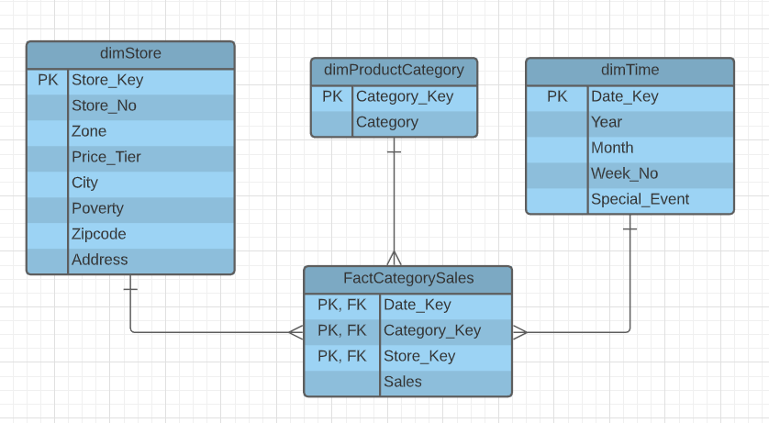 dimStore
PK Store_Key
Store_No
Zone
Price_Tier
City
Poverty
Zipcode
Address
dimProductCategory
PK Category_Key
Category
dimTime
PK Date_Key
Year
Month
Week_No
Special_Event
FactCategorySales
PK, FK Date_Key
PK, FK Category_Key
PK, FK Store_Key
Sales